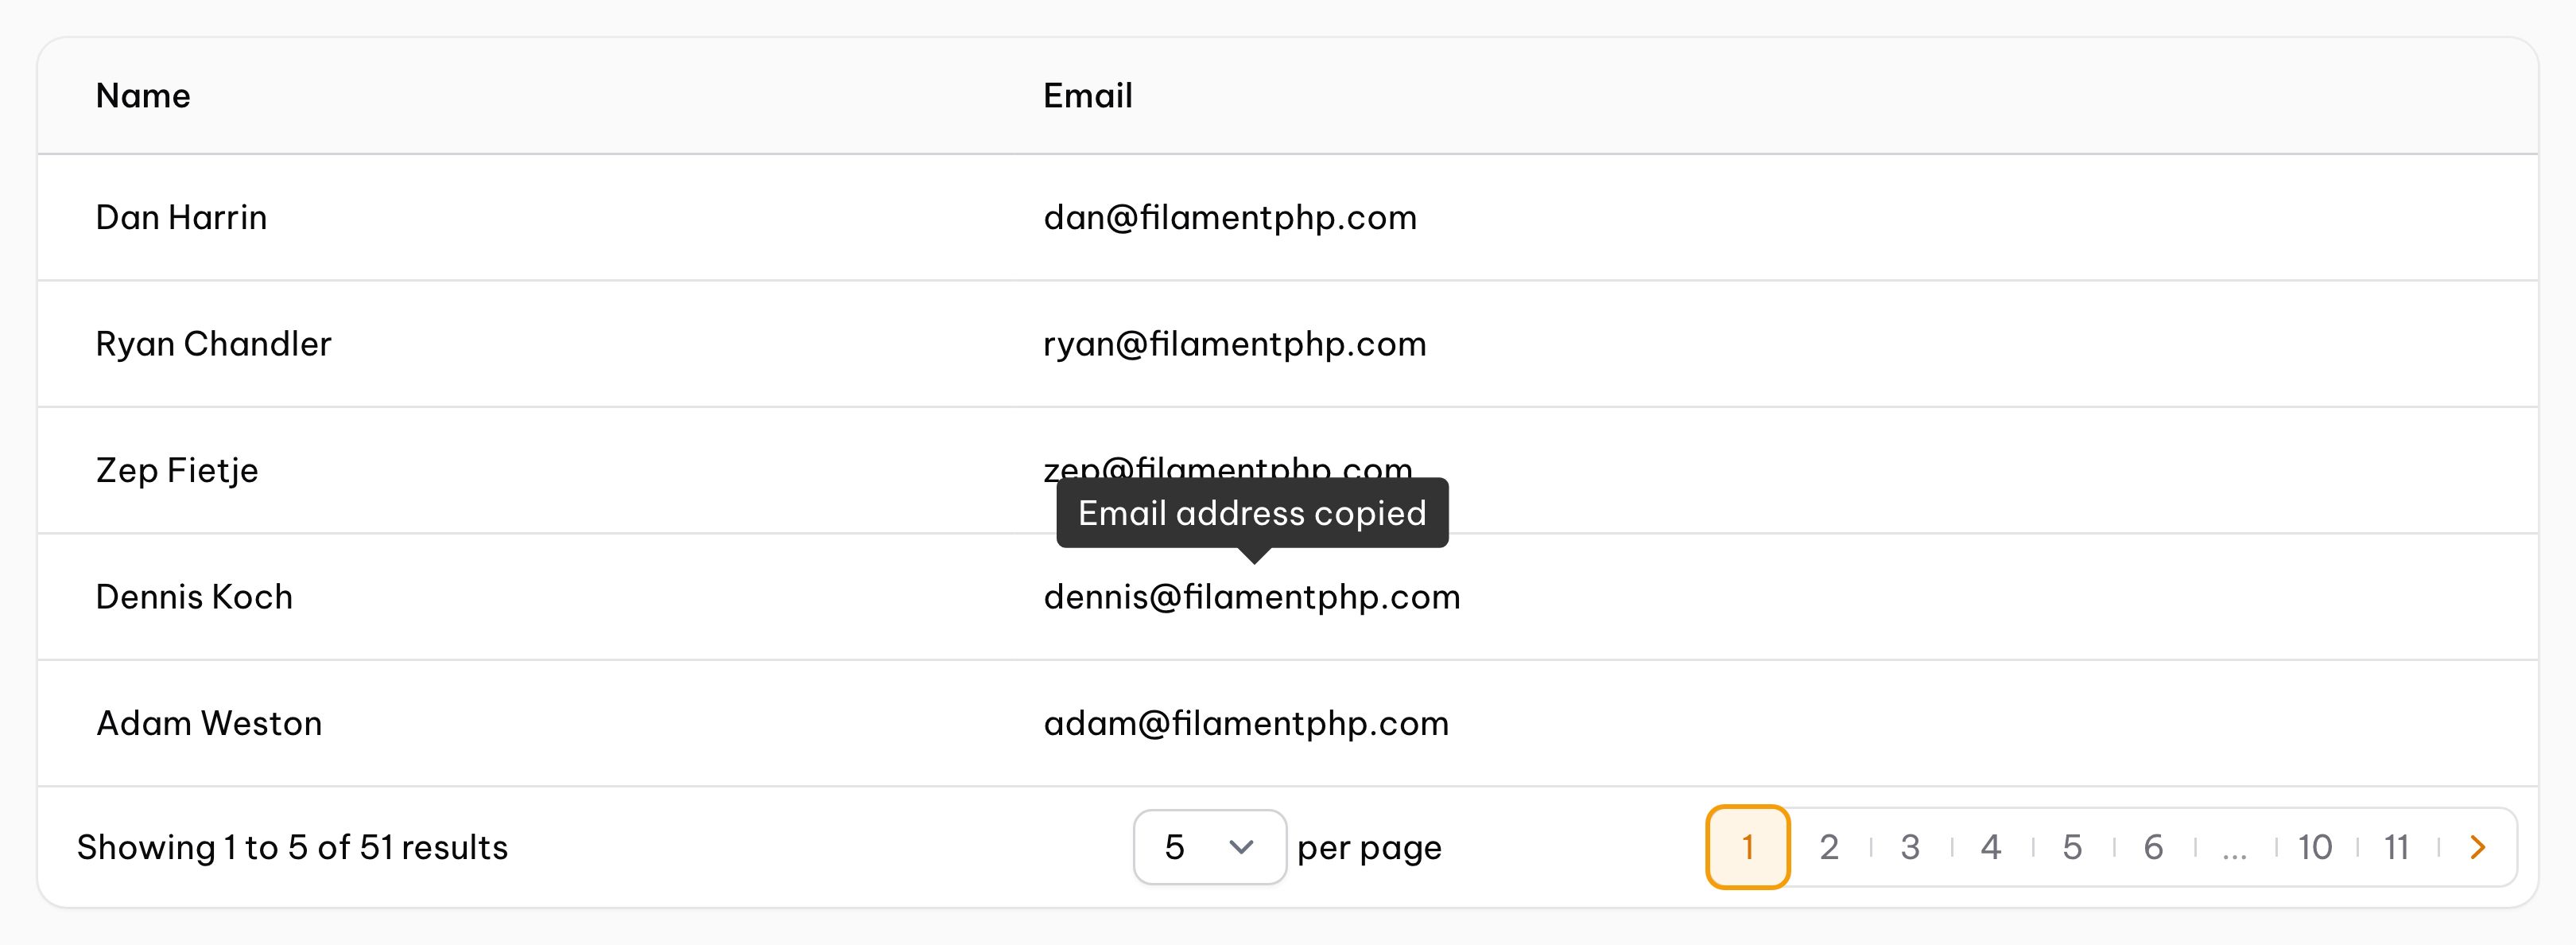 Name Email
Dan Harrin dan@filamentphp.com
Ryan Chandler ryan@filamentphp.com
Zep Fietje zep@filamentphp.com
Email address copied
Dennis Koch dennis@filamentphp.com
Adam Weston adam@filamentphp.com
Showing 1 to 5 of 51 results 5 per page 1 2 3 4 5 6 ... 10 11